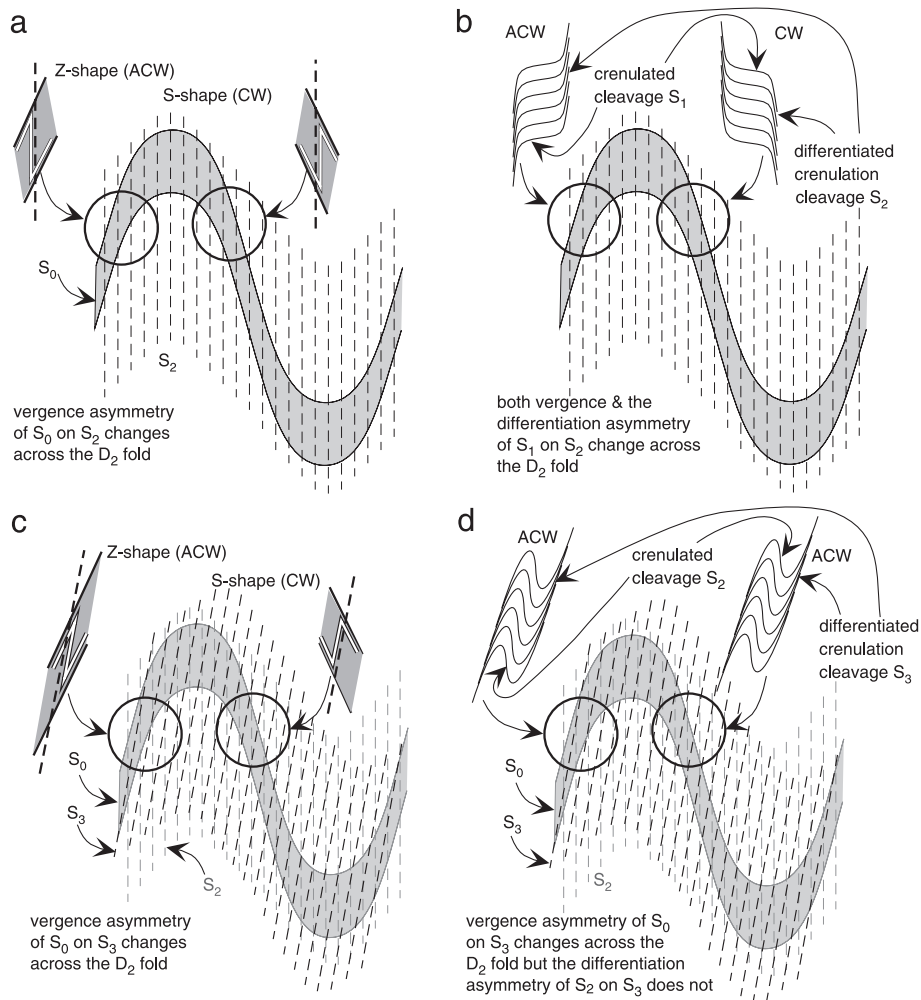 a
Z-shape (ACW)
S-shape (CW)
S₀
S₂
vergence asymmetry
of S₀ on S₂ changes
across the D₂ fold
b
ACW
CW
crenulated
cleavage S₁
differentiated
crenulation
cleavage S₂
both vergence & the
differentiation asymmetry
of S₁ on S₂ change across
the D₂ fold
c
Z-shape (ACW)
S-shape (CW)
S₀
S₃
S₂
vergence asymmetry
of S₀ on S₃ changes
across the D₂ fold
d
ACW
crenulated
cleavage S₂
ACW
differentiated
crenulation
cleavage S₃
S₀
S₃
S₂
vergence asymmetry of S₀
on S₃ changes across the
D₂ fold but the differentiation
asymmetry of S₂ on S₃ does not